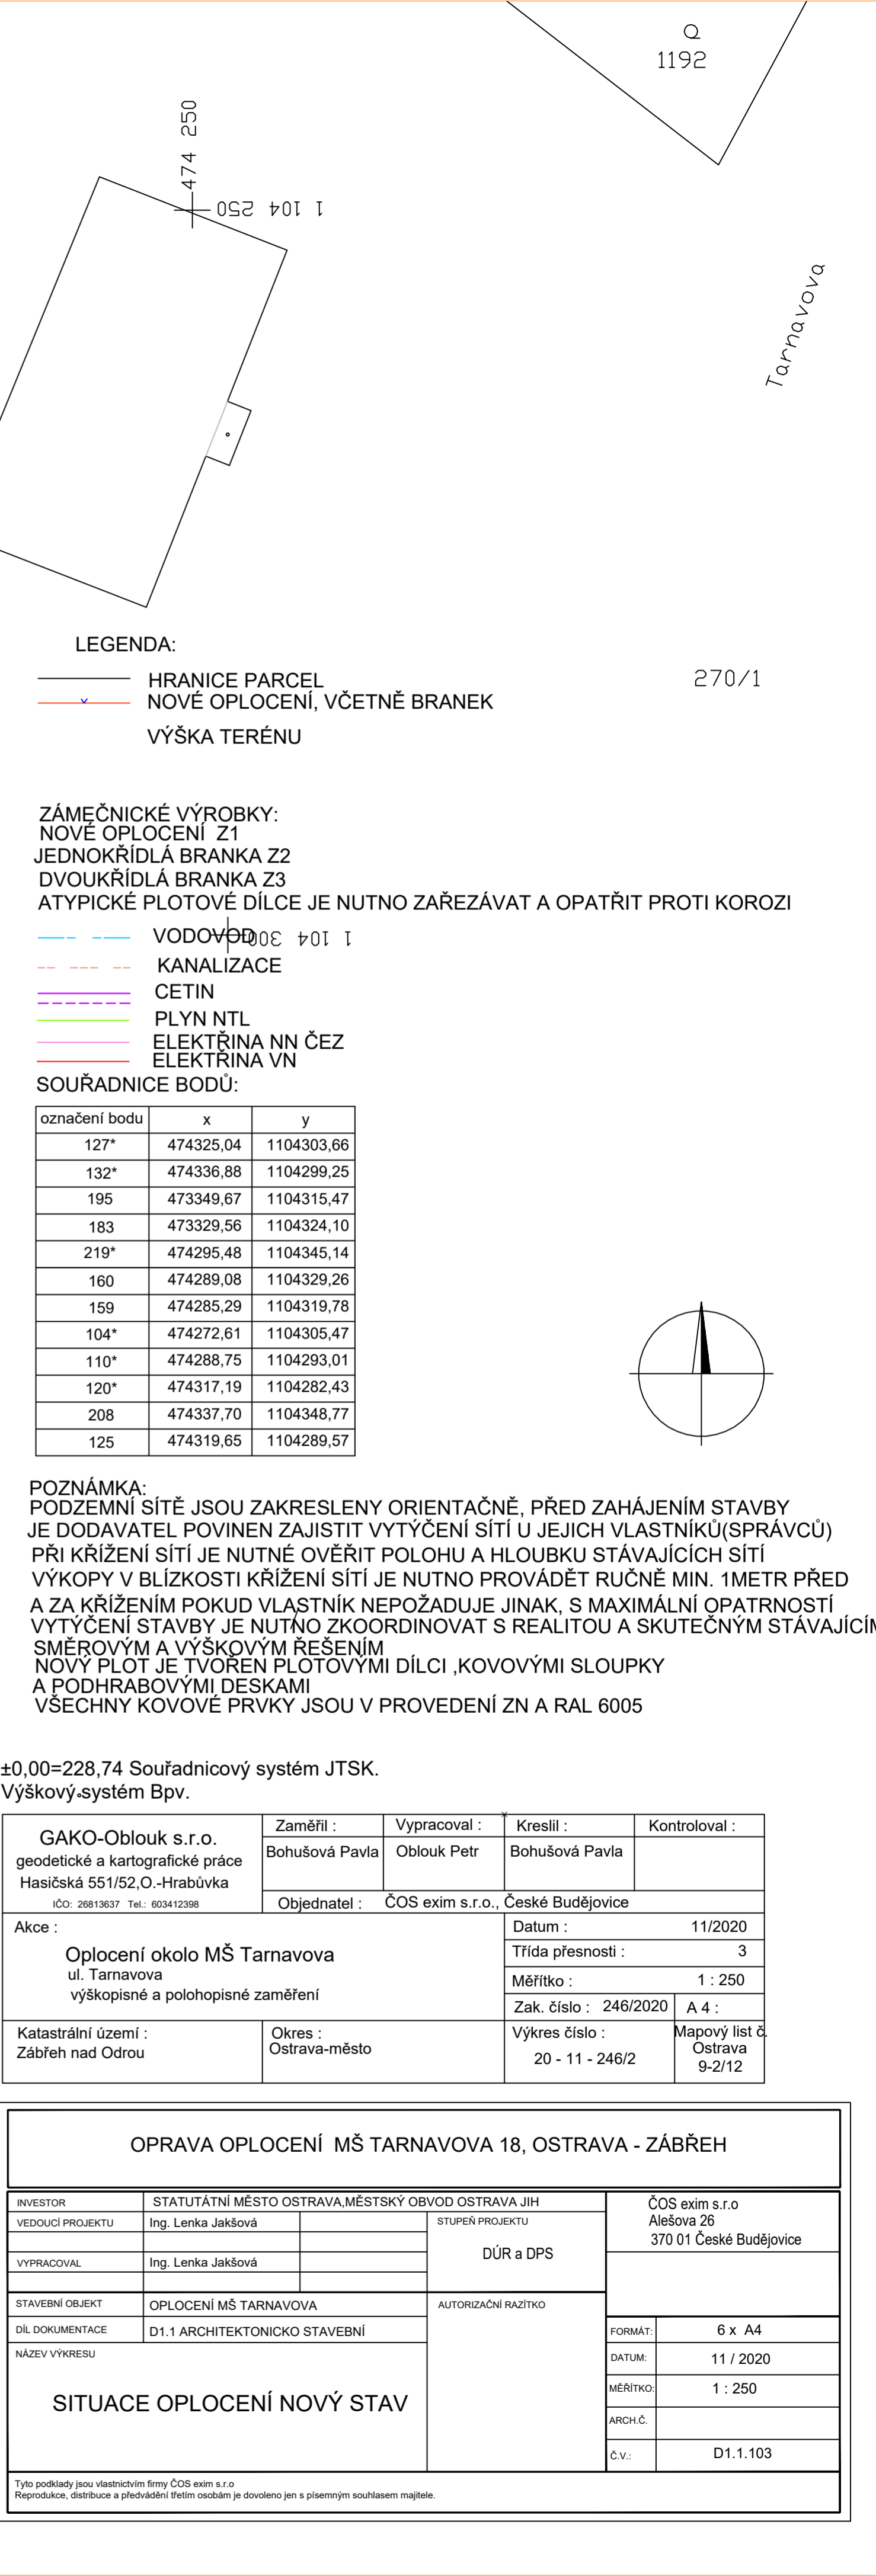 Q
1192
474 250
1 104 250
Tarnavova
LEGENDA:
HRANICE PARCEL
270/1
NOVÉ OPLOCENÍ, VČETNĚ BRANEK
VÝŠKA TERÉNU
ZÁMEČNICKÉ VÝROBKY:
NOVÉ OPLOCENÍ Z1
JEDNOKŘÍDLÁ BRANKA Z2
DVOUKŘÍDLÁ BRANKA Z3
ATYPICKÉ PLOTOVÉ DÍLCE JE NUTNO ZAŘEZÁVAT A OPATŘIT PROTI KOROZI
VODOVOD
1 104 300
KANALIZACE
CETIN
PLYN NTL
ELEKTŘINA NN ČEZ
ELEKTŘINA VN
SOUŘADNICE BODŮ:
označení bodu x y
127* 474325,04 1104303,66
132* 474336,88 1104299,25
195 473349,67 1104315,47
183 473329,56 1104324,10
219* 474295,48 1104345,14
160 474289,08 1104329,26
159 474285,29 1104319,78
104* 474272,61 1104305,47
110* 474288,75 1104293,01
120* 474317,19 1104282,43
208 474337,70 1104348,77
125 474319,65 1104289,57
POZNÁMKA:
PODZEMNÍ SÍTĚ JSOU ZAKRESLENY ORIENTAČNĚ, PŘED ZAHÁJENÍM STAVBY
JE DODAVATEL POVINEN ZAJISTIT VYTÝČENÍ SÍTÍ U JEJICH VLASTNÍKŮ(SPRÁVCŮ)
PŘI KŘÍŽENÍ SÍTÍ JE NUTNÉ OVĚŘIT POLOHU A HLOUBKU STÁVAJÍCÍCH SÍTÍ
VÝKOPY V BLÍZKOSTI KŘÍŽENÍ SÍTÍ JE NUTNO PROVÁDĚT RUČNĚ MIN. 1METR PŘED
A ZA KŘÍŽENÍM POKUD VLASTNÍK NEPOŽADUJE JINAK, S MAXIMÁLNÍ OPATRNOSTÍ
VYTÝČENÍ STAVBY JE NUTNO ZKOORDINOVAT S REALITOU A SKUTEČNÝM STÁVAJÍCÍM
SMĚROVÝM A VÝŠKOVÝM ŘEŠENÍM
NOVÝ PLOT JE TVOŘEN PLOTOVÝMI DÍLCI ,KOVOVÝMI SLOUPKY
A PODHRABOVÝMI DESKAMI
VŠECHNY KOVOVÉ PRVKY JSOU V PROVEDENÍ ZN A RAL 6005
±0,00=228,74 Souřadnicový systém JTSK.
Výškový systém Bpv.
GAKO-Oblouk s.r.o.
geodetické a kartografické práce
Hasičská 551/52,O.-Hrabůvka
IČO: 26813637 Tel.: 603412398
Zaměřil : Vypracoval : Kreslil : Kontroloval :
Bohušová Pavla Oblouk Petr Bohušová Pavla
Objednatel : ČOS exim s.r.o., České Budějovice
Akce :
Oplocení okolo MŠ Tarnavova
ul. Tarnavova
výškopisné a polohopisné zaměření
Datum : 11/2020
Třída přesnosti : 3
Měřítko : 1 : 250
Zak. číslo : 246/2020 A 4 :
Katastrální území :
Zábřeh nad Odrou
Okres :
Ostrava-město
Výkres číslo :
20 - 11 - 246/2
Mapový list č.
Ostrava
9-2/12
OPRAVA OPLOCENÍ MŠ TARNAVOVA 18, OSTRAVA - ZÁBŘEH
INVESTOR STATUTÁTNÍ MĚSTO OSTRAVA,MĚSTSKÝ OBVOD OSTRAVA JIH
VEDOUCÍ PROJEKTU Ing. Lenka Jakšová
VYPRACOVAL Ing. Lenka Jakšová
STUPEŇ PROJEKTU
DÚR a DPS
ČOS exim s.r.o
Alešova 26
370 01 České Budějovice
STAVEBNÍ OBJEKT OPLOCENÍ MŠ TARNAVOVA
DÍL DOKUMENTACE D1.1 ARCHITEKTONICKO STAVEBNÍ
AUTORIZAČNÍ RAZÍTKO
NÁZEV VÝKRESU
SITUACE OPLOCENÍ NOVÝ STAV
FORMÁT: 6 x A4
DATUM: 11 / 2020
MĚŘÍTKO: 1 : 250
ARCH.Č.
Č.V.: D1.1.103
Tyto podklady jsou vlastnictvím firmy ČOS exim s.r.o
Reprodukce, distribuce a předvádění třetím osobám je dovoleno jen s písemným souhlasem majitele.